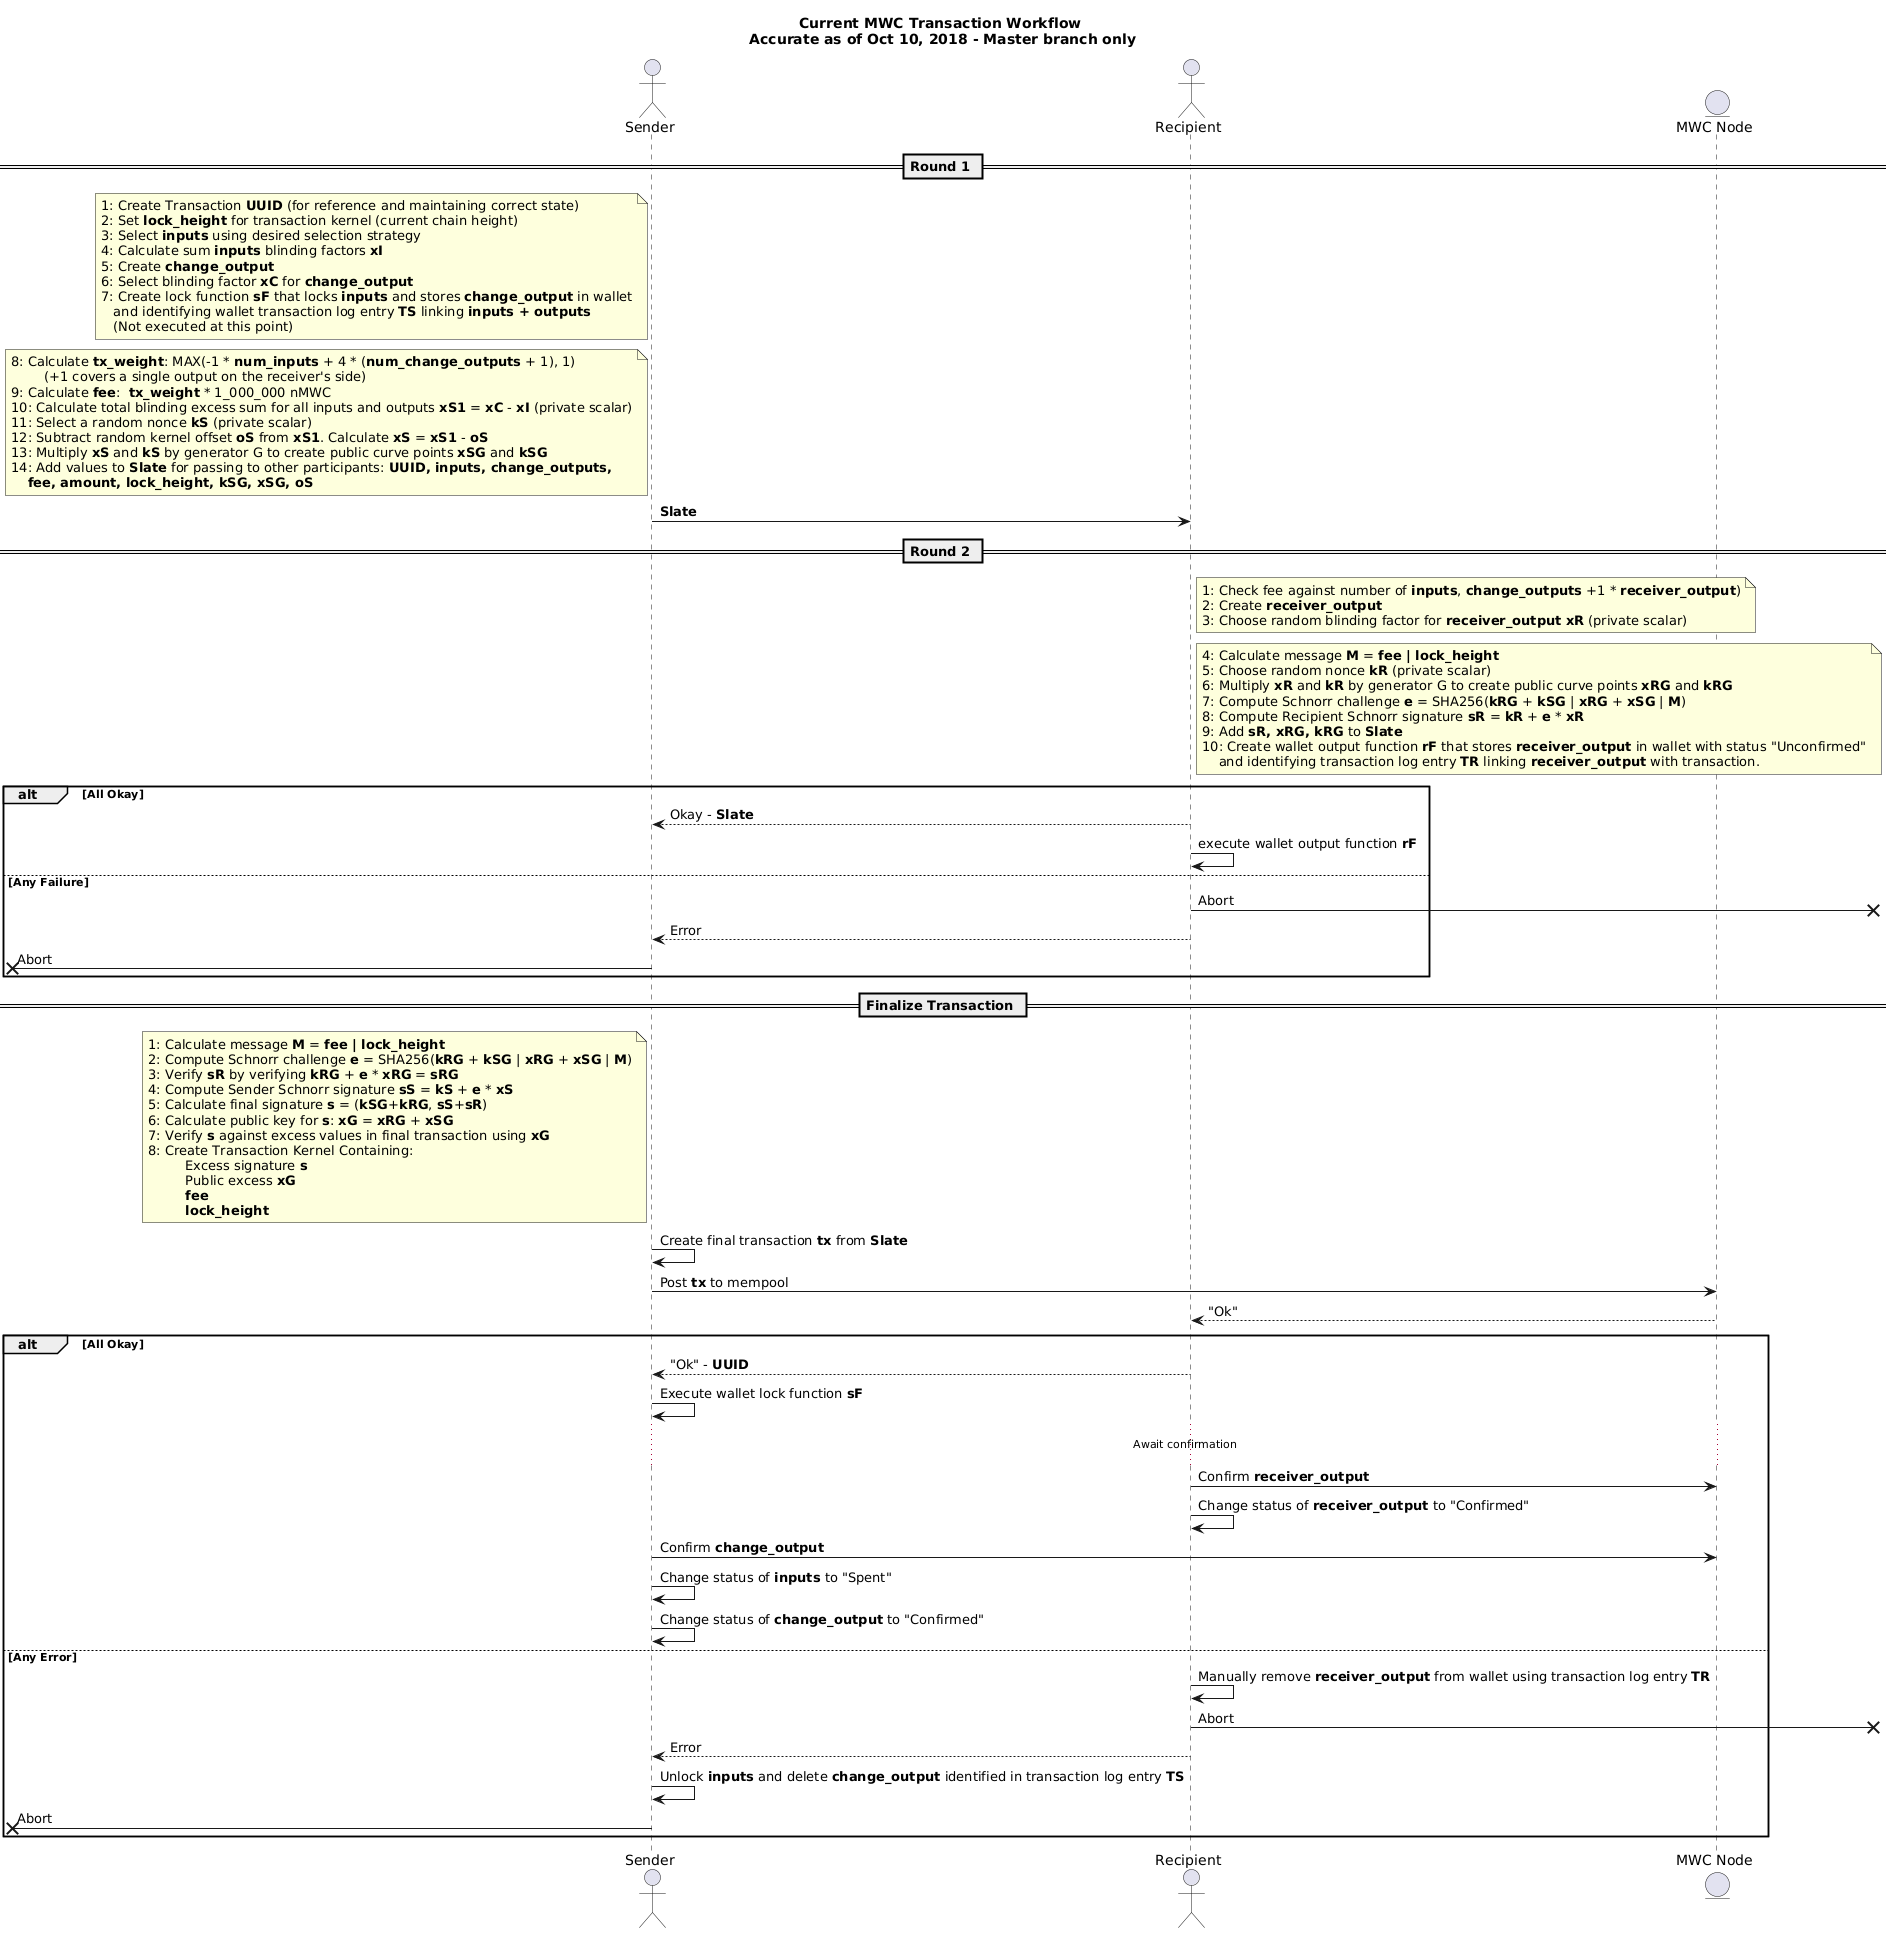 Current MWC Transaction Workflow
Accurate as of Oct 10, 2018 - Master branch only
Sender
Recipient
MWC Node
Round 1
1: Create Transaction UUID (for reference and maintaining correct state)
2: Set lock_height for transaction kernel (current chain height)
3: Select inputs using desired selection strategy
4: Calculate sum inputs blinding factors xI
5: Create change_output
6: Select blinding factor xC for change_output
7: Create lock function sF that locks inputs and stores change_output in wallet
and identifying wallet transaction log entry TS linking inputs + outputs
(Not executed at this point)
8: Calculate tx_weight: MAX(-1 * num_inputs + 4 * (num_change_outputs + 1), 1)
(+1 covers a single output on the receiver's side)
9: Calculate fee:  tx_weight * 1_000_000 nMWC
10: Calculate total blinding excess sum for all inputs and outputs xS1 = xC - xI (private scalar)
11: Select a random nonce kS (private scalar)
12: Subtract random kernel offset oS from xS1. Calculate xS = xS1 - oS
13: Multiply xS and kS by generator G to create public curve points xSG and kSG
14: Add values to Slate for passing to other participants: UUID, inputs, change_outputs,
fee, amount, lock_height, kSG, xSG, oS
Slate
Round 2
1: Check fee against number of inputs, change_outputs +1 * receiver_output)
2: Create receiver_output
3: Choose random blinding factor for receiver_output xR (private scalar)
4: Calculate message M = fee | lock_height
5: Choose random nonce kR (private scalar)
6: Multiply xR and kR by generator G to create public curve points xRG and kRG
7: Compute Schnorr challenge e = SHA256(kRG + kSG | xRG + xSG | M)
8: Compute Recipient Schnorr signature sR = kR + e * xR
9: Add sR, xRG, kRG to Slate
10: Create wallet output function rF that stores receiver_output in wallet with status "Unconfirmed"
and identifying transaction log entry TR linking receiver_output with transaction.
alt [All Okay]
Okay - Slate
execute wallet output function rF
[Any Failure]
Abort
Error
Abort
Finalize Transaction
1: Calculate message M = fee | lock_height
2: Compute Schnorr challenge e = SHA256(kRG + kSG | xRG + xSG | M)
3: Verify sR by verifying kRG + e * xRG = sRG
4: Compute Sender Schnorr signature sS = kS + e * xS
5: Calculate final signature s = (kSG+kRG, sS+sR)
6: Calculate public key for s: xG = xRG + xSG
7: Verify s against excess values in final transaction using xG
8: Create Transaction Kernel Containing:
Excess signature s
Public excess xG
fee
lock_height
Create final transaction tx from Slate
Post tx to mempool
"Ok"
alt [All Okay]
"Ok" - UUID
Execute wallet lock function sF
Await confirmation
Confirm receiver_output
Change status of receiver_output to "Confirmed"
Confirm change_output
Change status of inputs to "Spent"
Change status of change_output to "Confirmed"
[Any Error]
Manually remove receiver_output from wallet using transaction log entry TR
Abort
Error
Unlock inputs and delete change_output identified in transaction log entry TS
Abort
Sender
Recipient
MWC Node